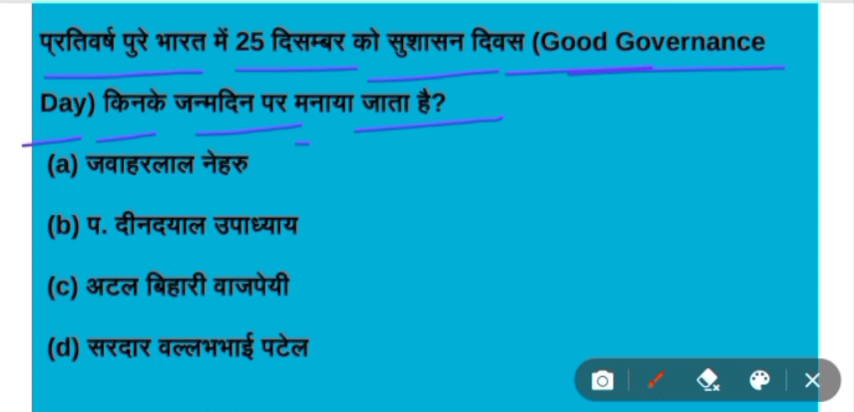 प्रतिवर्ष पुरे भारत में 25 दिसम्बर को सुशासन दिवस (Good Governance
Day) किनके जन्मदिन पर मनाया जाता है?
(a) जवाहरलाल नेहरु
(b) प. दीनदयाल उपाध्याय
(c) अटल बिहारी वाजपेयी
(d) सरदार वल्लभभाई पटेल